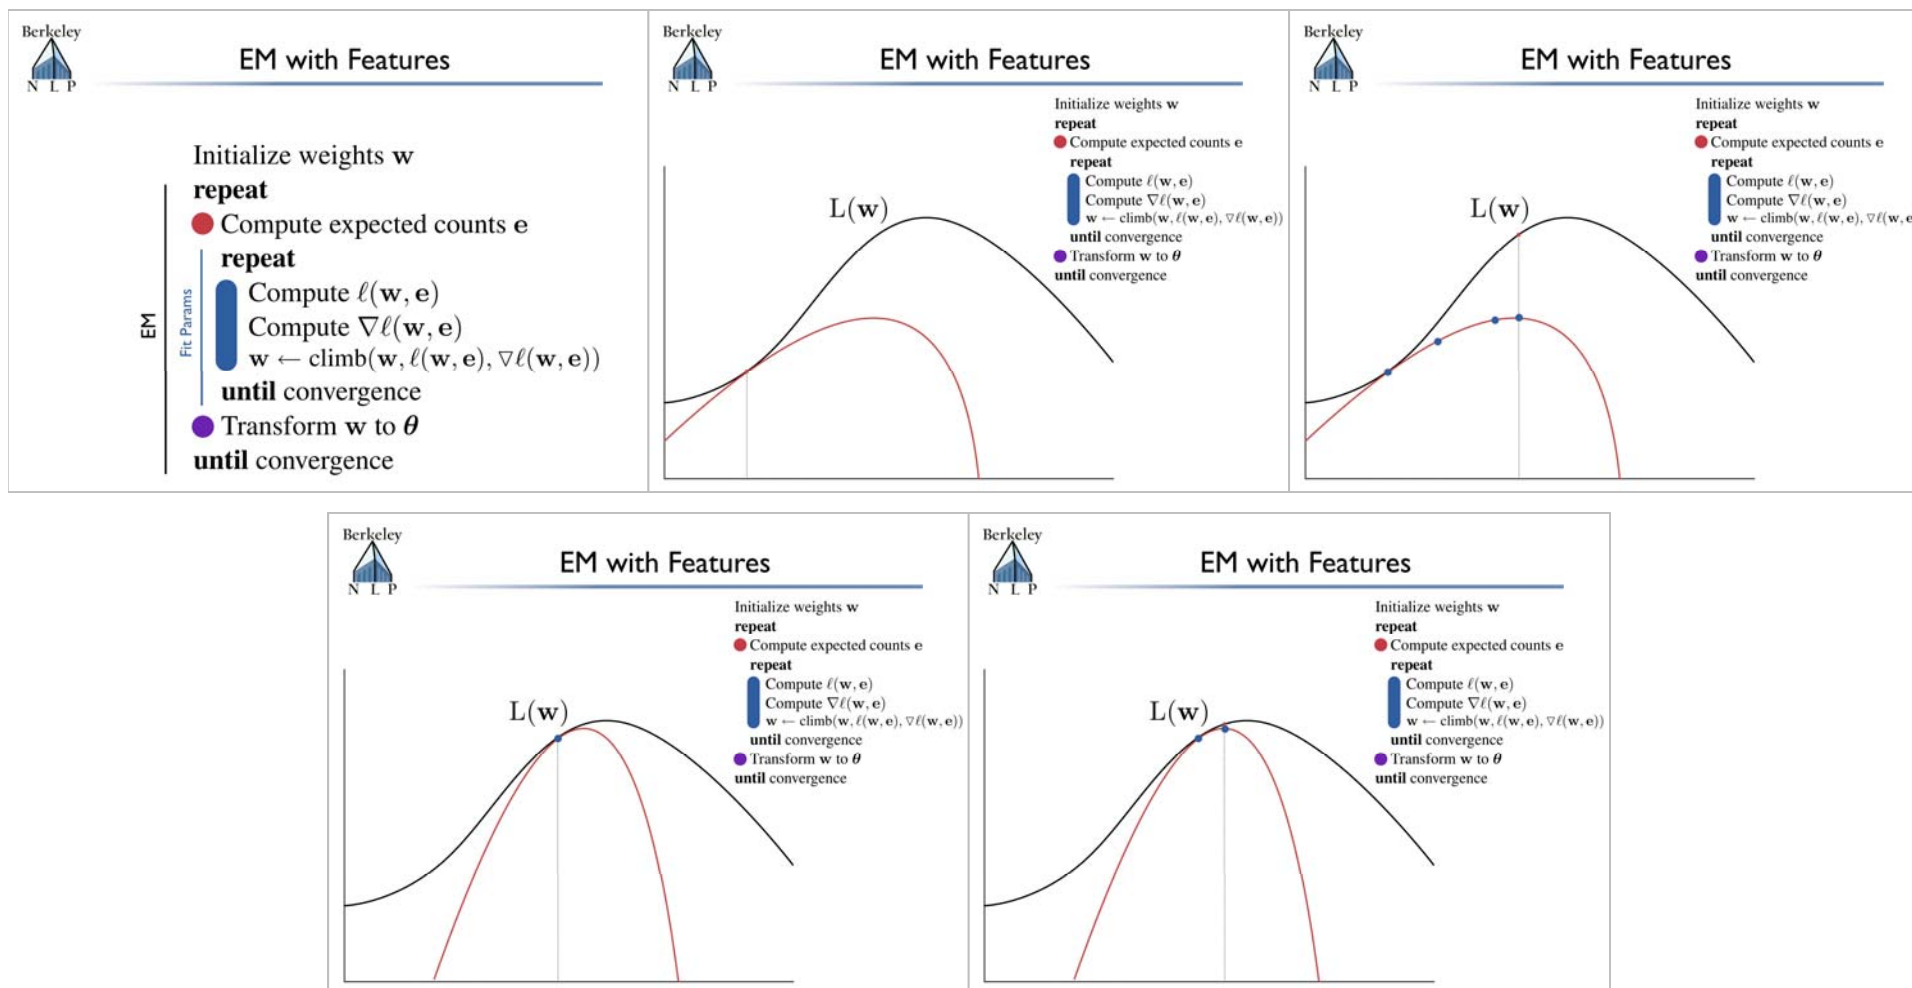 Berkeley
N L P
EM with Features
Initialize weights w
repeat
Compute expected counts e
repeat
Compute ℓ(w, e)
Compute ∇ℓ(w, e)
w ← climb(w, ℓ(w, e), ∇ℓ(w, e))
until convergence
Transform w to θ
until convergence
EM
Fit Params
Berkeley
N L P
EM with Features
Initialize weights w
repeat
Compute expected counts e
repeat
Compute ℓ(w, e)
Compute ∇ℓ(w, e)
w ← climb(w, ℓ(w, e), ∇ℓ(w, e))
until convergence
Transform w to θ
until convergence
L(w)
Berkeley
N L P
EM with Features
Initialize weights w
repeat
Compute expected counts e
repeat
Compute ℓ(w, e)
Compute ∇ℓ(w, e)
w ← climb(w, ℓ(w, e), ∇ℓ(w, e
until convergence
Transform w to θ
until convergence
L(w)
Berkeley
N L P
EM with Features
Initialize weights w
repeat
Compute expected counts e
repeat
Compute ℓ(w, e)
Compute ∇ℓ(w, e)
w ← climb(w, ℓ(w, e), ∇ℓ(w, e))
until convergence
Transform w to θ
until convergence
L(w)
Berkeley
N L P
EM with Features
Initialize weights w
repeat
Compute expected counts e
repeat
Compute ℓ(w, e)
Compute ∇ℓ(w, e)
w ← climb(w, ℓ(w, e), ∇ℓ(w, e))
until convergence
Transform w to θ
until convergence
L(w)